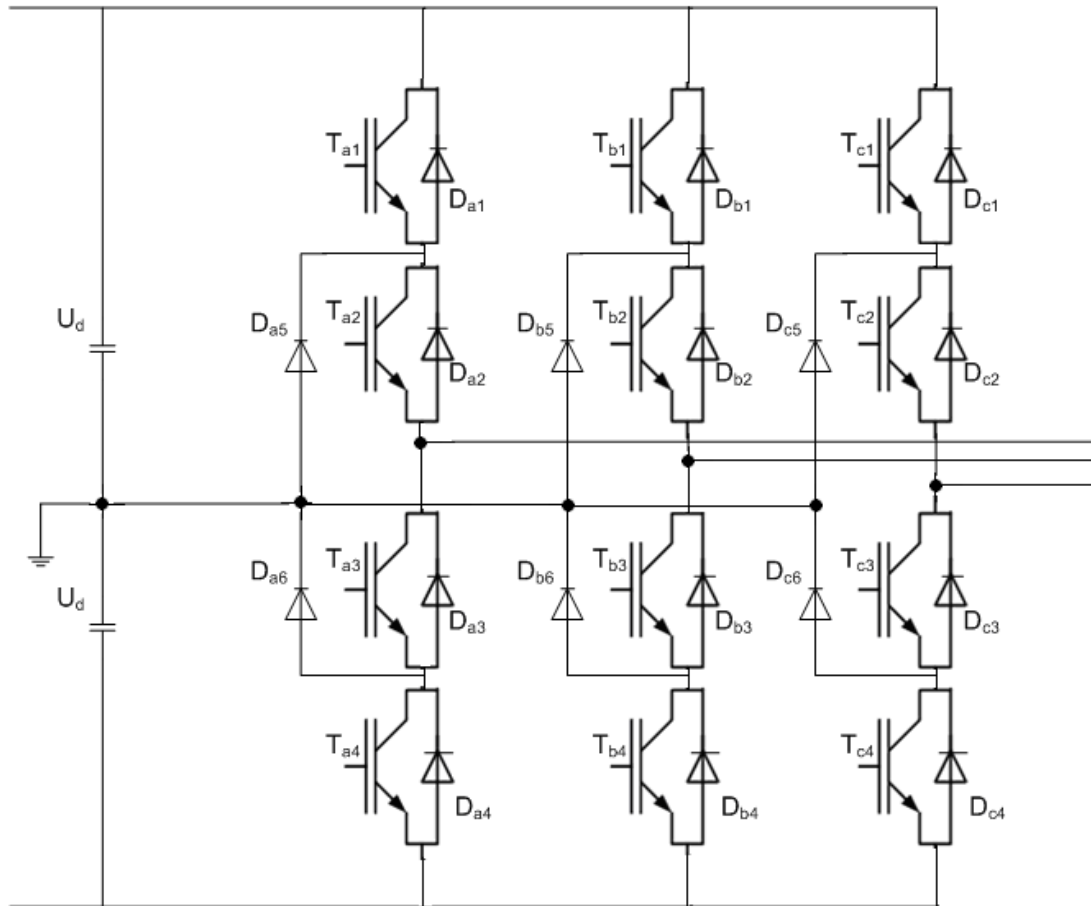 Ta1 Tb1 Tc1
Da1 Db1 Dc1
Ud Da5 Ta2 Db5 Tb2 Dc5 Tc2
Da2 Db2 Dc2
Ud Da6 Ta3 Db6 Tb3 Dc6 Tc3
Da3 Db3 Dc3
Ta4 Tb4 Tc4
Da4 Db4 Dc4